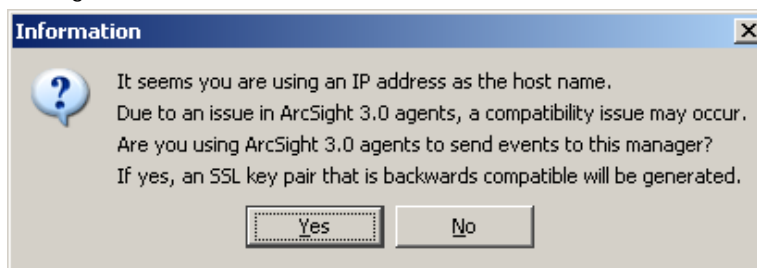 Information
It seems you are using an IP address as the host name.
Due to an issue in ArcSight 3.0 agents, a compatibility issue may occur.
Are you using ArcSight 3.0 agents to send events to this manager?
If yes, an SSL key pair that is backwards compatible will be generated.
Yes
No